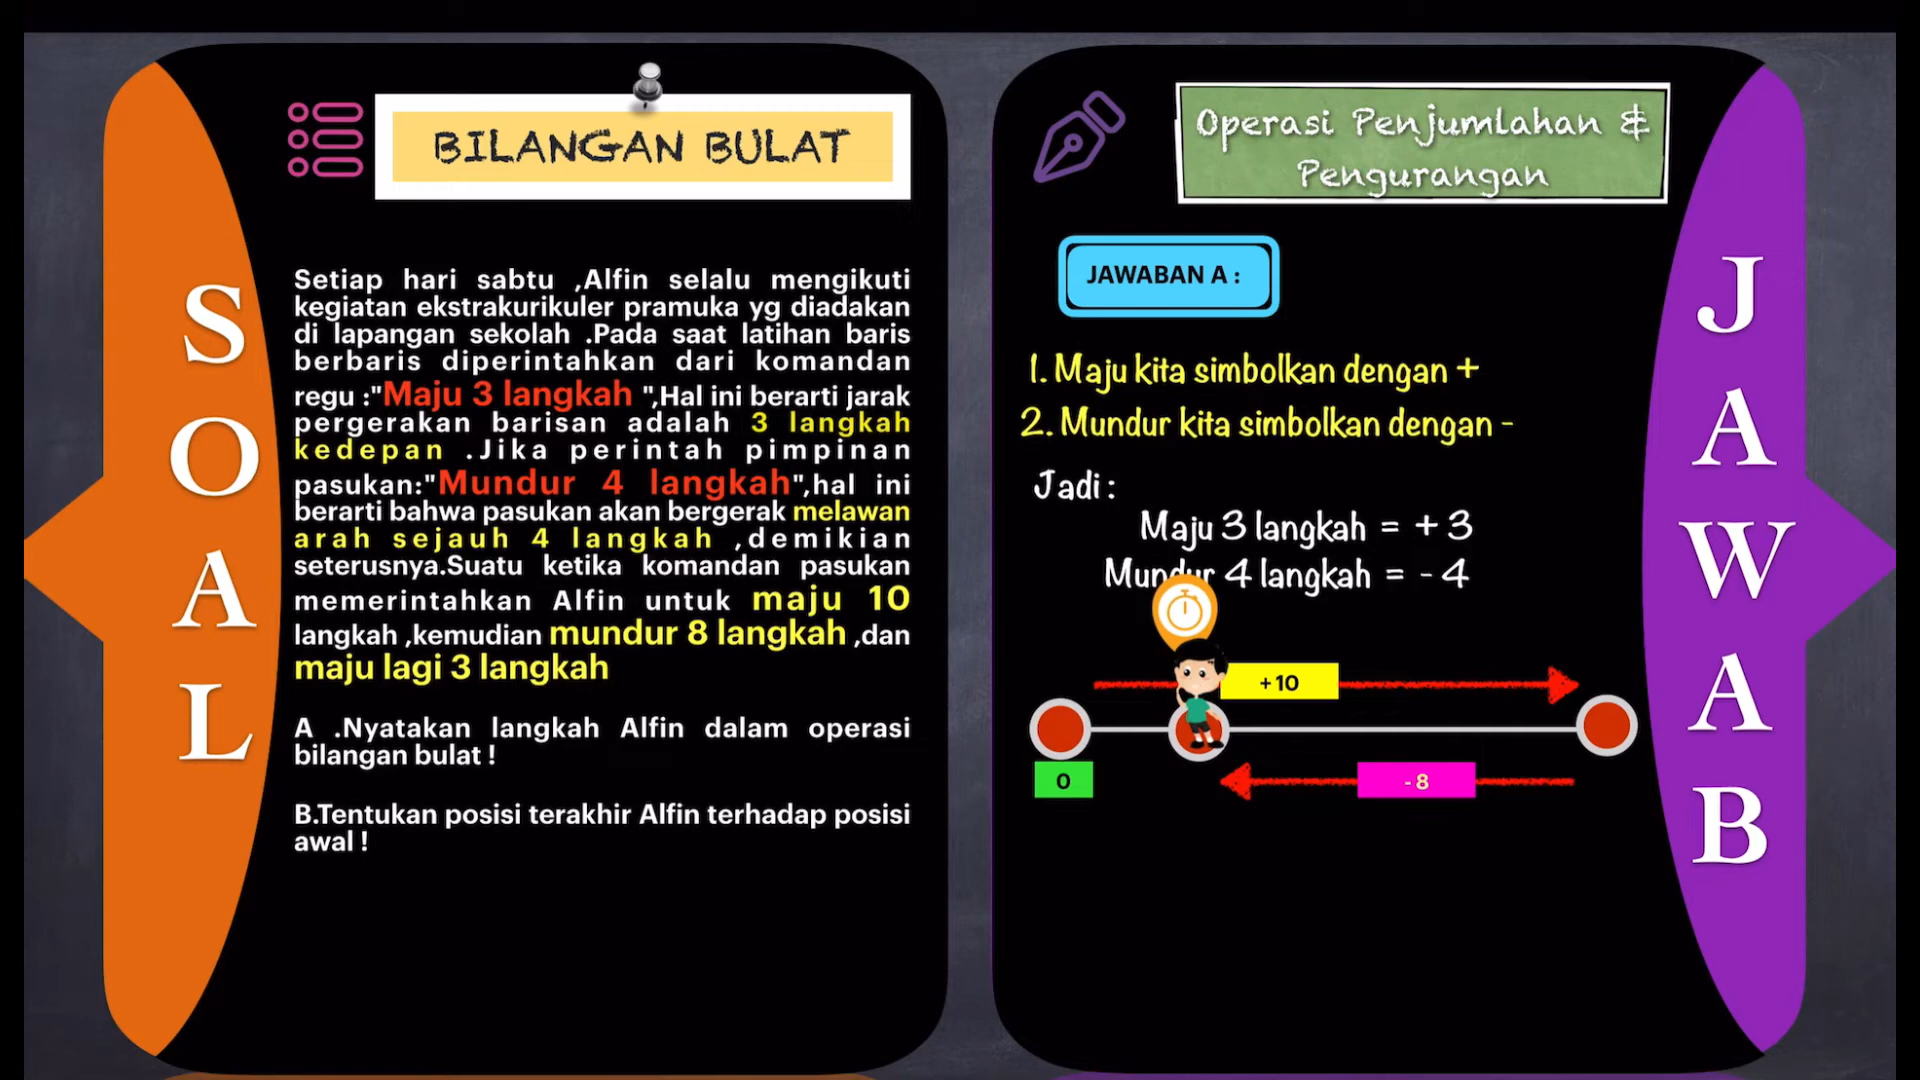 S
O
A
L
BILANGAN BULAT
Setiap hari sabtu ,Alfin selalu mengikuti
kegiatan ekstrakurikuler pramuka yg diadakan
di lapangan sekolah .Pada saat latihan baris
berbaris diperintahkan dari komandan
regu :"Maju 3 langkah ",Hal ini berarti jarak
pergerakan barisan adalah 3 langkah
kedepan .Jika perintah pimpinan
pasukan:"Mundur 4 langkah",hal ini
berarti bahwa pasukan akan bergerak melawan
arah sejauh 4 langkah ,demikian
seterusnya.Suatu ketika komandan pasukan
memerintahkan Alfin untuk maju 10
langkah ,kemudian mundur 8 langkah ,dan
maju lagi 3 langkah
A .Nyatakan langkah Alfin dalam operasi
bilangan bulat !
B.Tentukan posisi terakhir Alfin terhadap posisi
awal !
Operasi Penjumlahan &
Pengurangan
JAWABAN A :
1. Maju kita simbolkan dengan +
2. Mundur kita simbolkan dengan -
Jadi :
Maju 3 langkah = + 3
Mundur 4 langkah = - 4
+10
0
- 8
J
A
W
A
B